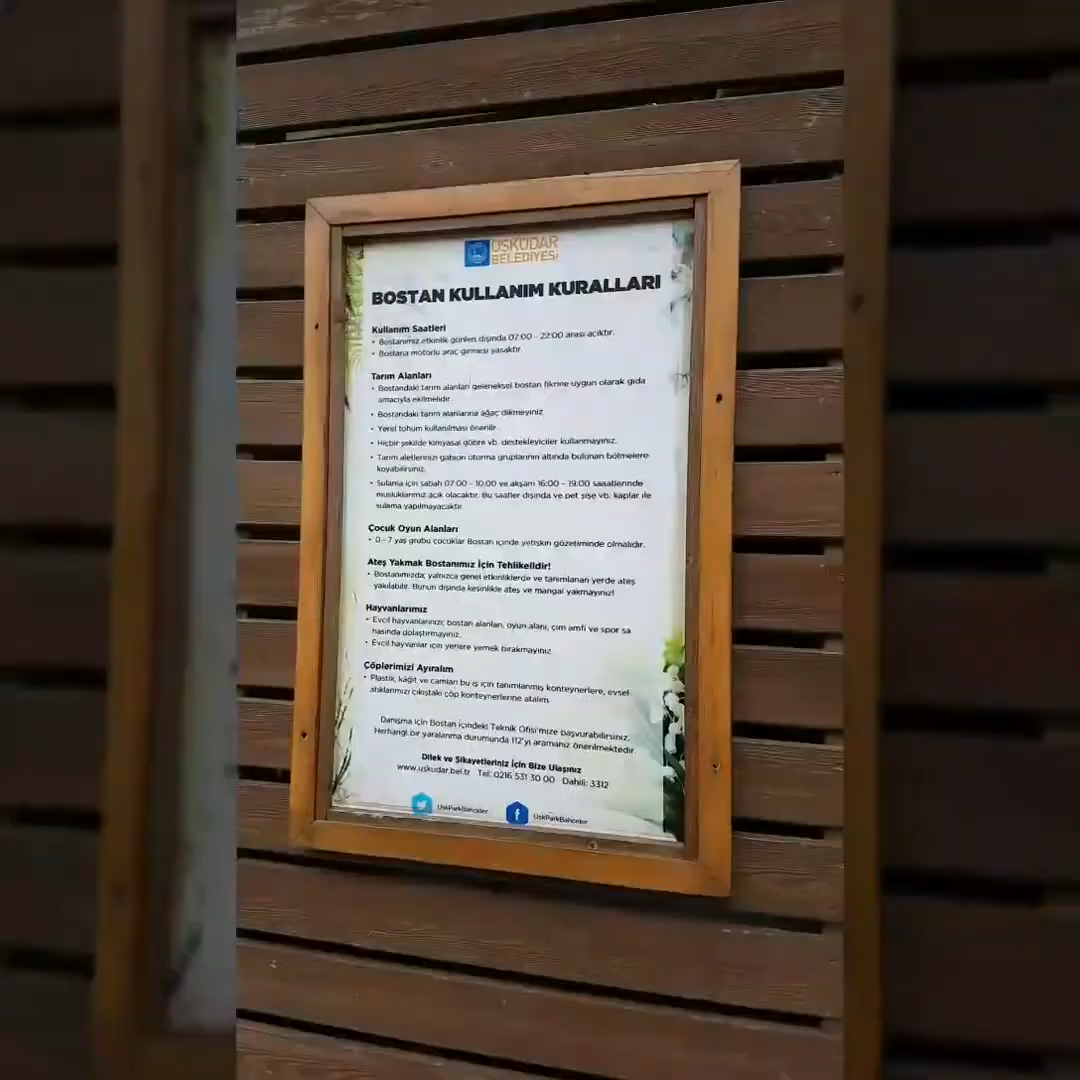 ÜSKÜDAR
BELEDİYESİ
BOSTAN KULLANIM KURALLARI
Kullanım Saatleri
• Bostanımız etkinlik günleri dışında 07:00 - 22:00 arası açıktır.
• Bostana motorlu araç girmesi yasaktır.
Tarım Alanları
• Bostandaki tarım alanları geleneksel bostan fikrine uygun olarak gıda
amacıyla ekilmelidir.
• Bostandaki tarım alanlarına ağaç dikmeyiniz.
• Yerel tohum kullanılması önerilir.
• Hiçbir şekilde kimyasal gübre vb. destekleyiciler kullanmayınız.
• Tarım aletlerinizi gabion oturma gruplarının altında bulunan bölmelere
koyabilirsiniz.
• Sulama için sabah 07:00 - 10:00 ve akşam 16:00 - 19:00 saaatlerinde
musluklarımız açık olacaktır. Bu saatler dışında ve pet şişe vb. kaplar ile
sulama yapılmayacaktır.
Çocuk Oyun Alanları
• 0 - 7 yaş grubu çocuklar Bostan içinde yetişkin gözetiminde olmalıdır.
Ateş Yakmak Bostanımız İçin Tehlikelidir!
• Bostanımızda; yalnızca genel etkinliklerde ve tanımlanan yerde ateş
yakılabilir. Bunun dışında kesinlikle ateş ve mangal yakmayınız!
Hayvanlarımız
• Evcil hayvanlarınızı; bostan alanları, oyun alanı, çim amfi ve spor sa
hasında dolaştırmayınız.
• Evcil hayvanlar için yerlere yemek bırakmayınız.
Çöplerimizi Ayıralım
• Plastik, kâğıt ve camları bu iş için tanımlanmış konteynerlere, evsel
atıklarımızı çıkıştaki çöp konteynerlerine atalım.
Danışma için Bostan içindeki Teknik Ofisi'mize başvurabilirsiniz.
Herhangi bir yaralanma durumunda 112'yi aramanız önerilmektedir.
Dilek ve Şikayetleriniz İçin Bize Ulaşınız
www.uskudar.bel.tr Tel: 0216 531 30 00 Dahili: 3312
UskParkBahceler
UskParkBahceler